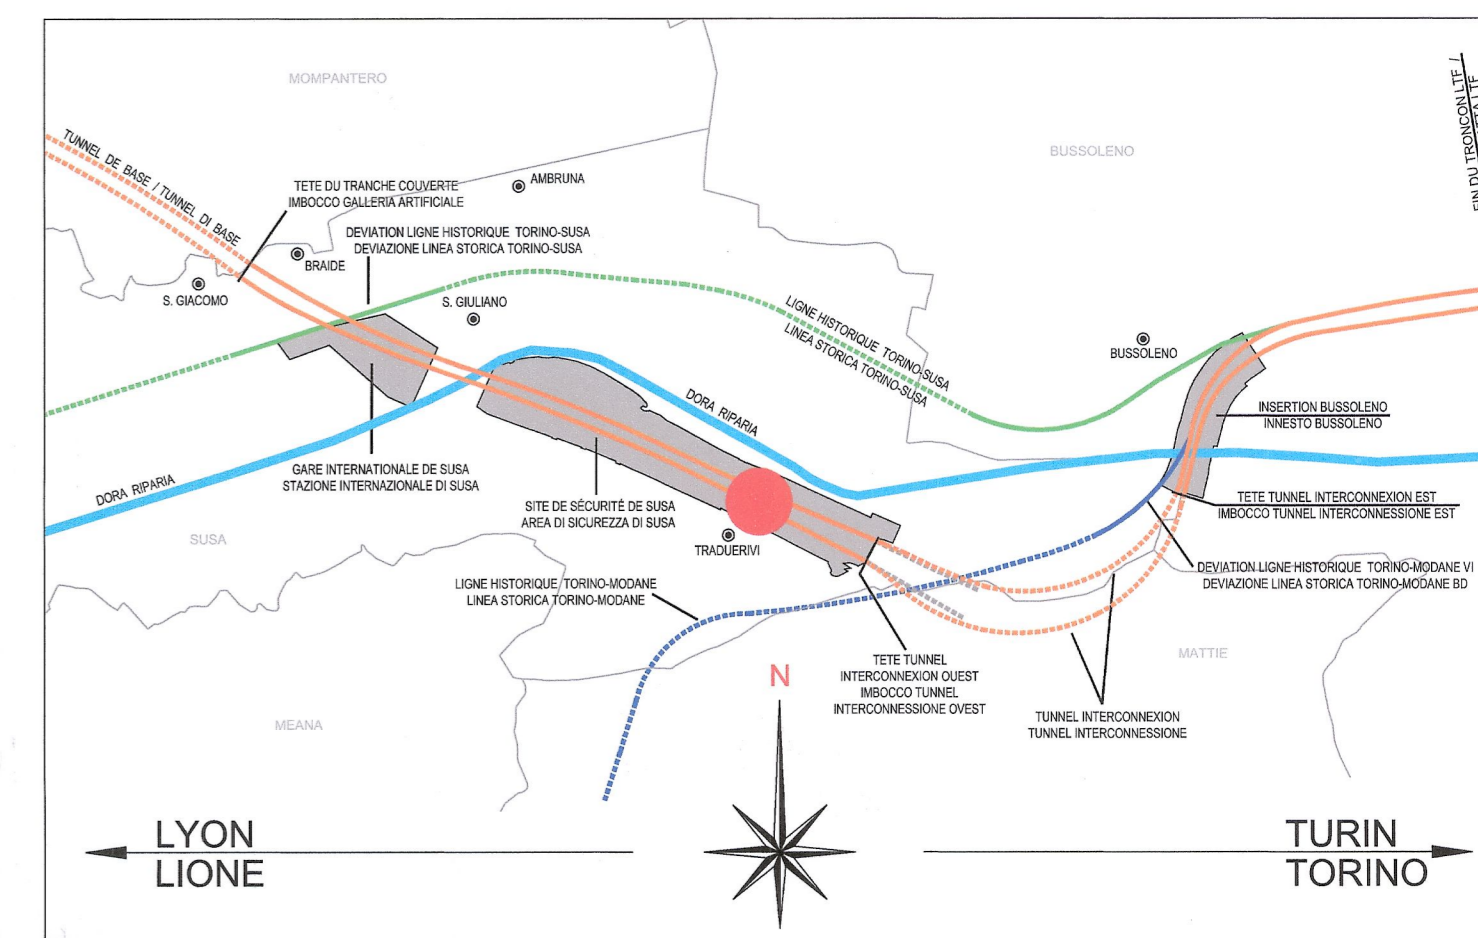 MOMPANTERO
BUSSOLENO
FIN DU TRONCON LTF /
TUNNEL DE BASE / TUNNEL DI BASE
TETE DU TRANCHE COUVERTE
IMBOCCO GALLERIA ARTIFICIALE
AMBRUNA
DEVIATION LIGNE HISTORIQUE TORINO-SUSA
DEVIAZIONE LINEA STORICA TORINO-SUSA
BRAIDE
S. GIACOMO
S. GIULIANO
LIGNE HISTORIQUE TORINO-SUSA
LINEA STORICA TORINO-SUSA
BUSSOLENO
DORA RIPARIA
INSERTION BUSSOLENO
INNESTO BUSSOLENO
GARE INTERNATIONALE DE SUSA
STAZIONE INTERNAZIONALE DI SUSA
DORA RIPARIA
SITE DE SÉCURITÉ DE SUSA
AREA DI SICUREZZA DI SUSA
TETE TUNNEL INTERCONNEXION EST
IMBOCCO TUNNEL INTERCONNESSIONE EST
SUSA
TRADUERIVI
LIGNE HISTORIQUE TORINO-MODANE
LINEA STORICA TORINO-MODANE
DEVIATION LIGNE HISTORIQUE TORINO-MODANE VI
DEVIAZIONE LINEA STORICA TORINO-MODANE BD
MATTIE
TETE TUNNEL
INTERCONNEXION OUEST
IMBOCCO TUNNEL
INTERCONNESSIONE OVEST
N
MEANA
TUNNEL INTERCONNEXION
TUNNEL INTERCONNESSIONE
LYON
LIONE
TURIN
TORINO